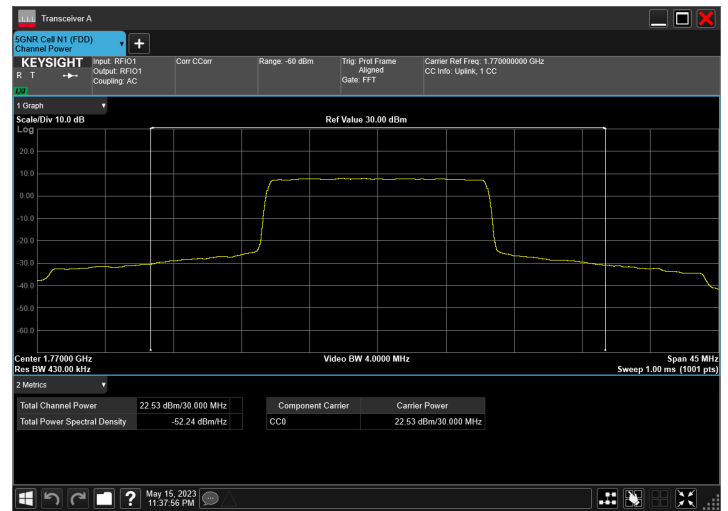 Transceiver A
5GNR Cell N1 (FDD)
Channel Power
KEYSIGHT
R T
LXI
Input: RFIO1
Output: RFIO1
Coupling: AC
Corr CCorr
Range: -60 dBm
Trig: Prot Frame
Aligned
Gate: FFT
Carrier Ref Freq: 1.770000000 GHz
CC Info: Uplink, 1 CC
1 Graph
Scale/Div 10.0 dB
Ref Value 30.00 dBm
Log
20.0
10.0
0.00
-10.0
-20.0
-30.0
-40.0
-50.0
-60.0
Center 1.77000 GHz
Video BW 4.0000 MHz
Span 45 MHz
Res BW 430.00 kHz
Sweep 1.00 ms (1001 pts)
2 Metrics
Total Channel Power 22.53 dBm/30.000 MHz
Total Power Spectral Density -52.24 dBm/Hz
Component Carrier Carrier Power
CC0 22.53 dBm/30.000 MHz
?
May 15, 2023
11:37:56 PM